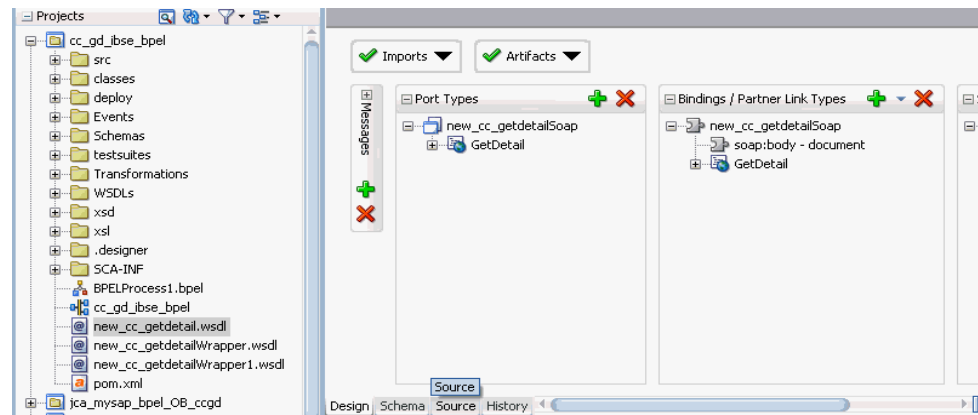 Projects
cc_gd_ibse_bpel
src
classes
deploy
Events
Schemas
testsuites
Transformations
WSDLs
xsd
xsl
.designer
SCA-INF
BPELProcess1.bpel
cc_gd_ibse_bpel
new_cc_getdetail.wsdl
new_cc_getdetailWrapper.wsdl
new_cc_getdetailWrapper1.wsdl
pom.xml
jca_mysap_bpel_OB_ccgd
Imports
Artifacts
Messages
Port Types
new_cc_getdetailSoap
GetDetail
Bindings / Partner Link Types
new_cc_getdetailSoap
soap:body - document
GetDetail
Source
Design Schema Source History